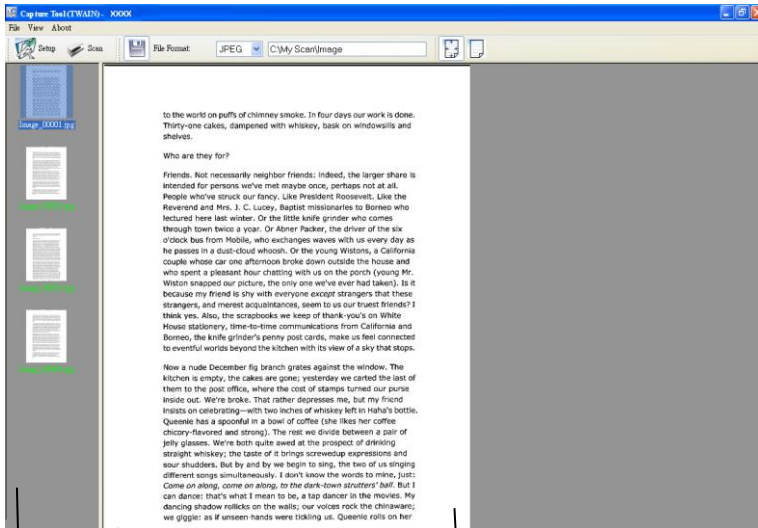 Capture Tool(TWAIN) - XXXX
File View About
Setup Scan File Format: JPEG C:\My Scan\Image
Image_00001.jpg
to the world on puffs of chimney smoke. In four days our work is done.
Thirty-one cakes, dampened with whiskey, bask on windowsills and
shelves.
Who are they for?
Friends. Not necessarily neighbor friends: indeed, the larger share is
intended for persons we've met maybe once, perhaps not at all.
People who've struck our fancy. Like President Roosevelt. Like the
Reverend and Mrs. J. C. Lucey, Baptist missionaries to Borneo who
lectured here last winter. Or the little knife grinder who comes
through town twice a year. Or Abner Packer, the driver of the six
o'clock bus from Mobile, who exchanges waves with us every day as
he passes in a dust-cloud whoosh. Or the young Wistons, a California
couple whose car one afternoon broke down outside the house and
who spent a pleasant hour chatting with us on the porch (young Mr.
Wiston snapped our picture, the only one we've ever had taken). Is it
because my friend is shy with everyone except strangers that these
strangers, and merest acquaintances, seem to us our truest friends? I
think yes. Also, the scrapbooks we keep of thank-you's on White
House stationery, time-to-time communications from California and
Borneo, the knife grinder's penny post cards, make us feel connected
to eventful worlds beyond the kitchen with its view of a sky that stops.
Now a nude December fig branch grates against the window. The
kitchen is empty, the cakes are gone; yesterday we carted the last of
them to the post office, where the cost of stamps turned our purse
inside out. We're broke. That rather depresses me, but my friend
insists on celebrating—with two inches of whiskey left in Haha's bottle.
Queenie has a spoonful in a bowl of coffee (she likes her coffee
chicory-flavored and strong). The rest we divide between a pair of
jelly glasses. We're both quite awed at the prospect of drinking
straight whiskey; the taste of it brings screwedup expressions and
sour shudders. But by and by we begin to sing, the two of us singing
different songs simultaneously. I don't know the words to mine, just:
Come on along, come on along, to the dark-town strutters' ball. But I
can dance: that's what I mean to be, a tap dancer in the movies. My
dancing shadow rollicks on the walls; our voices rock the chinaware;
we giggle: as if unseen hands were tickling us. Queenie rolls on her